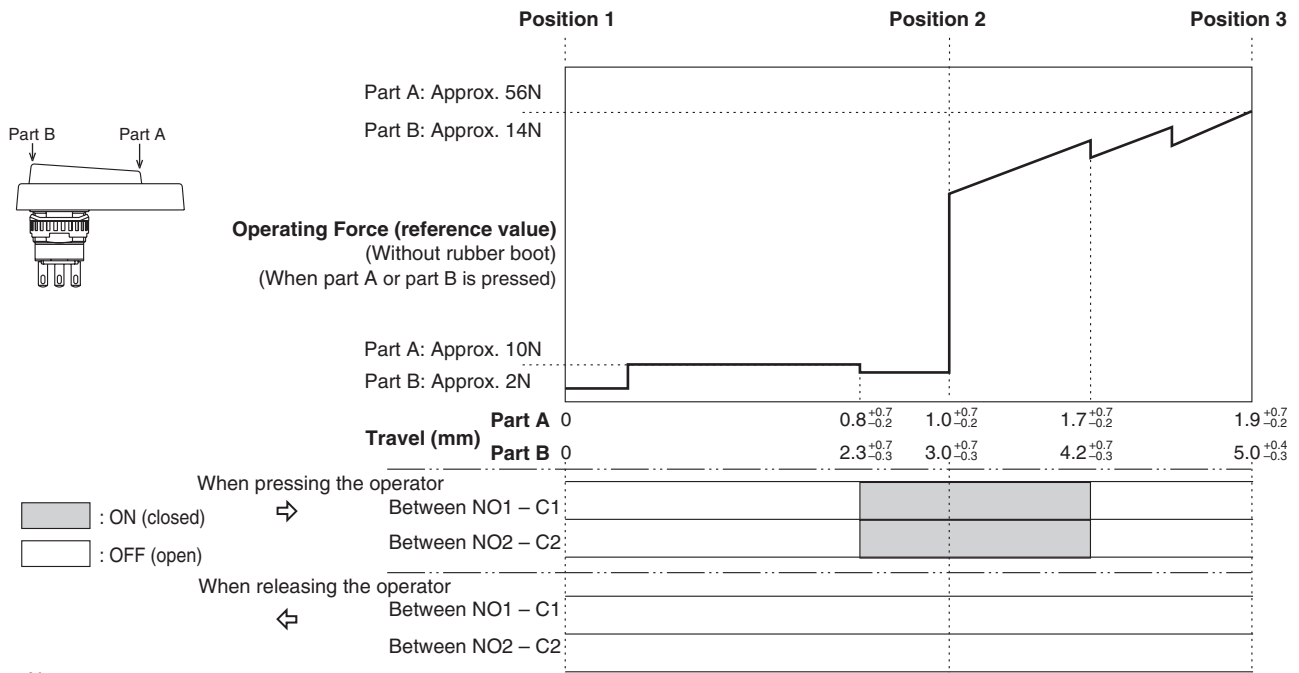 Position 1 Position 2 Position 3
Part A: Approx. 56N
Part B: Approx. 14N
Part B Part A
Operating Force (reference value)
(Without rubber boot)
(When part A or part B is pressed)
Part A: Approx. 10N
Part B: Approx. 2N
Travel (mm)
Part A 0 0.8 +0.7 -0.2 1.0 +0.7 -0.2 1.7 +0.7 -0.2 1.9 +0.7 -0.2
Part B 0 2.3 +0.7 -0.3 3.0 +0.7 -0.3 4.2 +0.7 -0.3 5.0 +0.4 -0.3
When pressing the operator
⇨
Between NO1 – C1
Between NO2 – C2
: ON (closed)
: OFF (open)
When releasing the operator
⇦
Between NO1 – C1
Between NO2 – C2